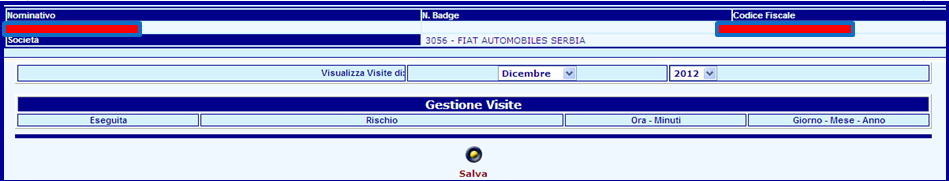 Nominativo N. Badge Codice Fiscale
Società 3056 - FIAT AUTOMOBILES SERBIA
Visualizza Visite di: Dicembre 2012
Gestione Visite
Eseguita Rischio Ora - Minuti Giorno - Mese - Anno
Salva